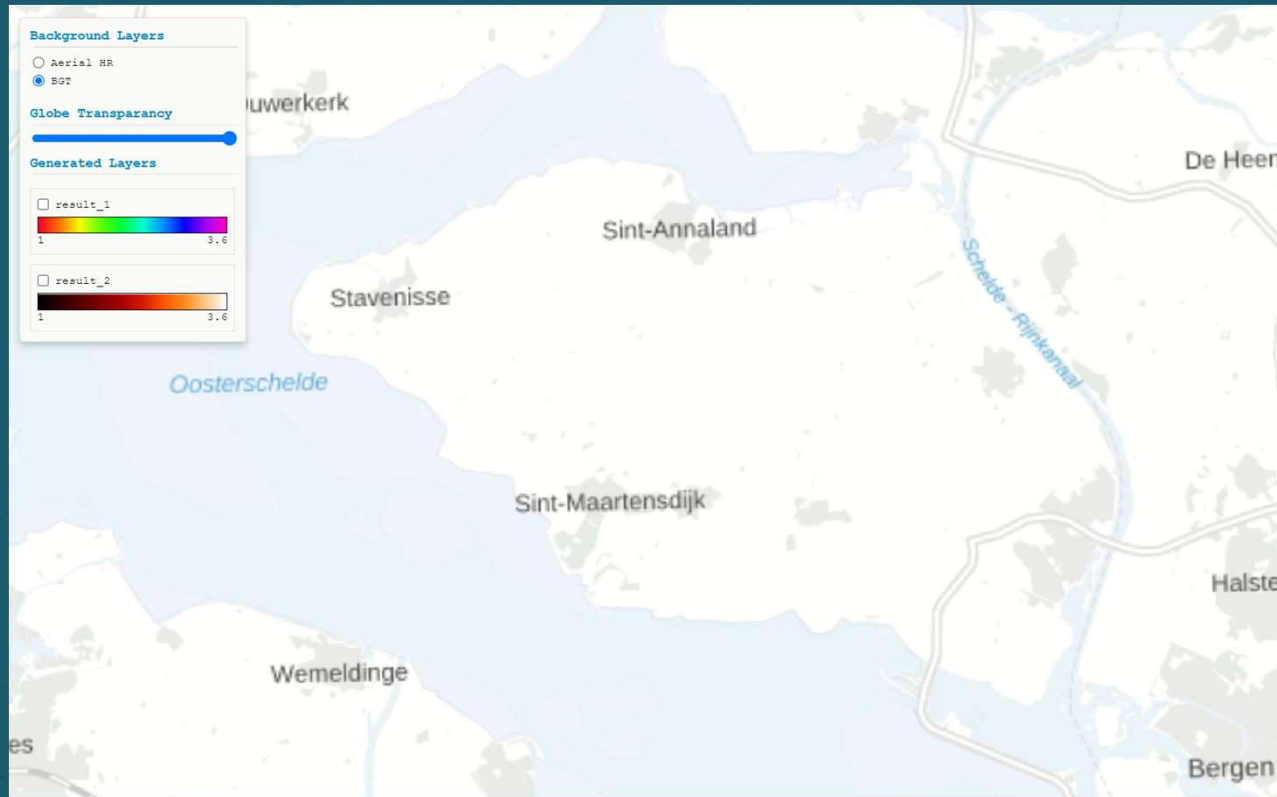 Background Layers
Aerial HR
BGT
Globe Transparancy
Generated Layers
result_1
1 3.6
result_2
1 3.6
uwerkerk
De Heen
Sint-Annaland
Schelde - Rijnkanaal
Stavenisse
Oosterschelde
Sint-Maartensdijk
Halste
Wemeldinge
es
Bergen